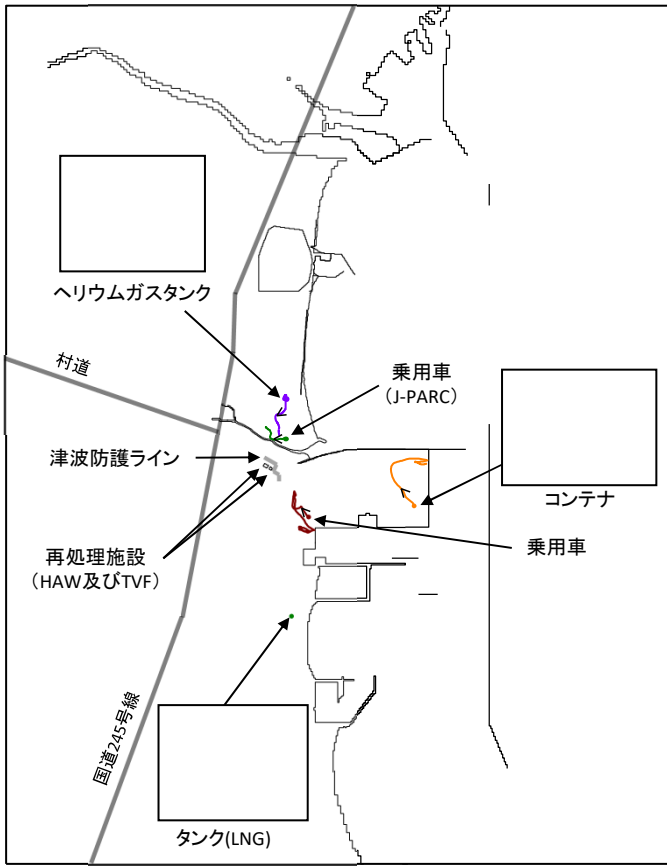 ヘリウムガスタンク
村道
乗用車
（J-PARC）
津波防護ライン
コンテナ
再処理施設
（HAW及びTVF）
乗用車
国道245号線
タンク(LNG)